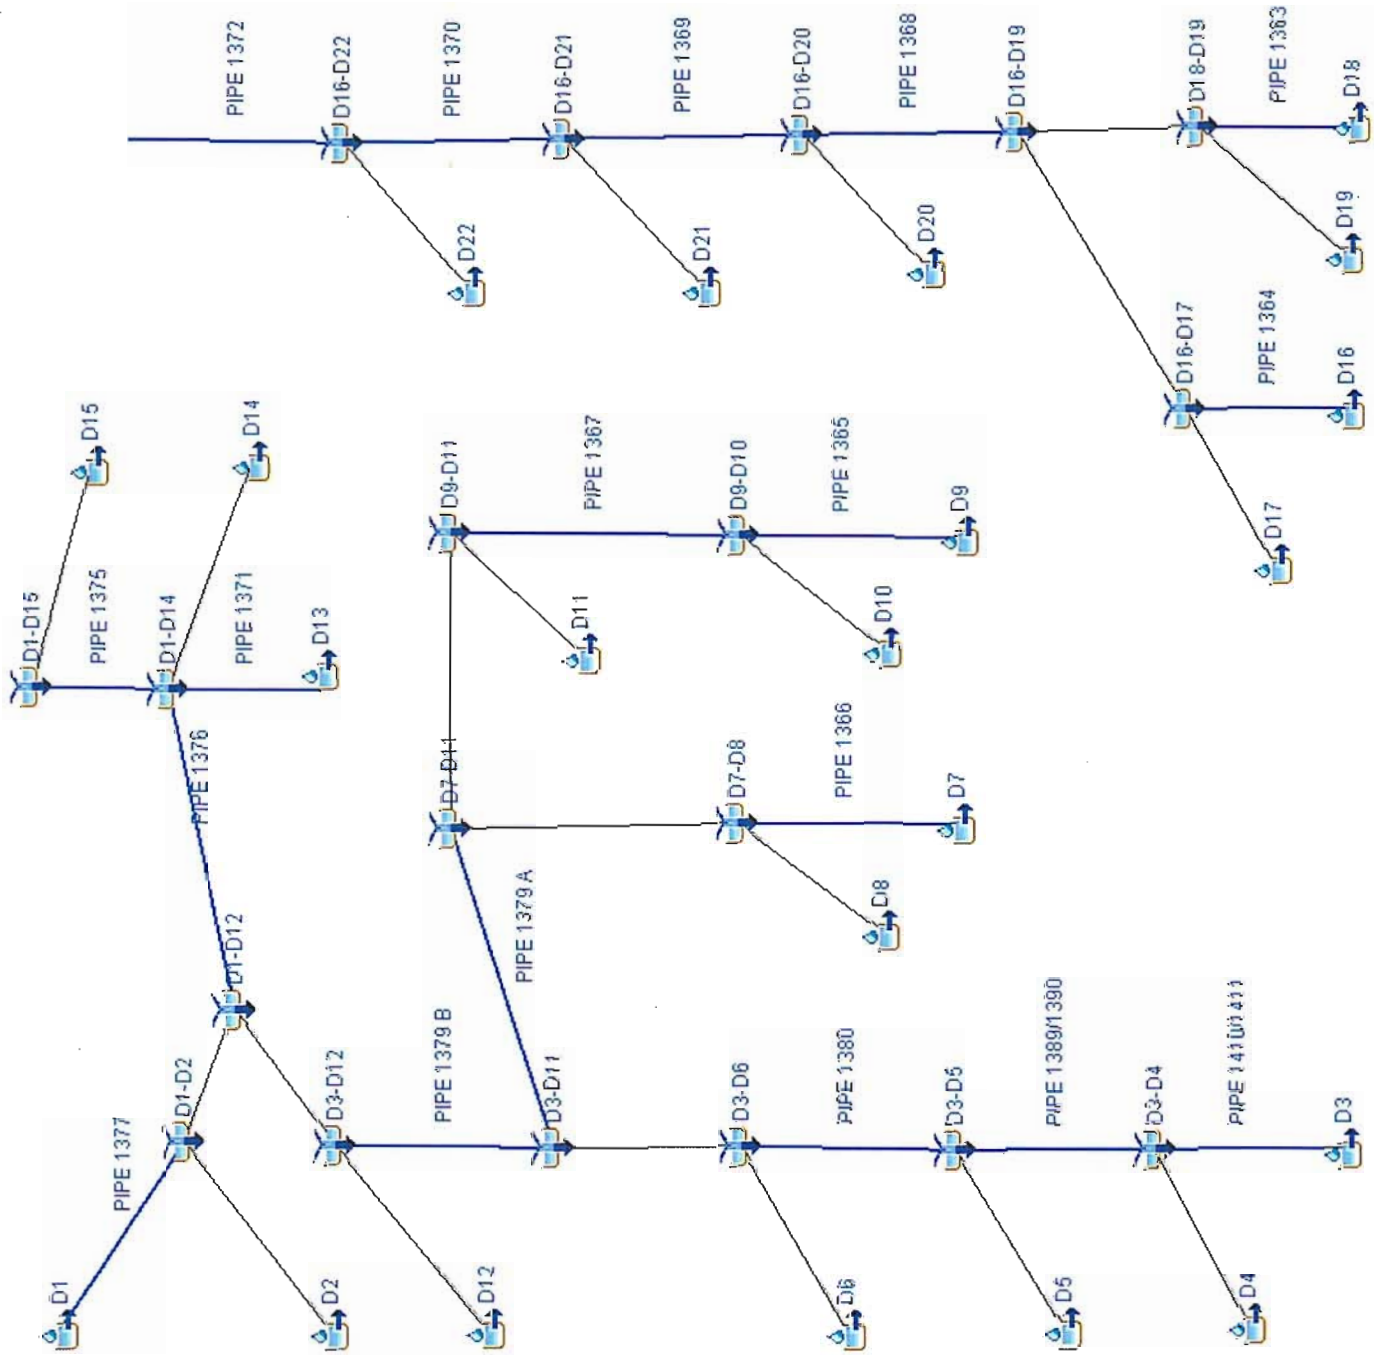 PIPE 1372
D16-D22
PIPE 1370
D16-D21
PIPE 1369
D16-D20
PIPE 1368
D16-D19
D18-D19
PIPE 1363
D18
D22
D21
D20
D19
D16-D17
PIPE 1364
D16
D17
D15
D14
D1-D15
PIPE 1375
D1-D14
PIPE 1371
D13
D9-D11
PIPE 1367
D9-D10
PIPE 1365
D9
D11
D10
PIPE 1376
D7-D11
D7-D8
PIPE 1366
D7
D8
D1-D12
PIPE 1379 A
PIPE 1377
D1-D2
D3-D12
PIPE 1379 B
D3-D11
D3-D6
PIPE 1380
D3-D5
PIPE 1389/1390
D3-D4
PIPE 1410/1411
D3
D1
D2
D12
D6
D5
D4